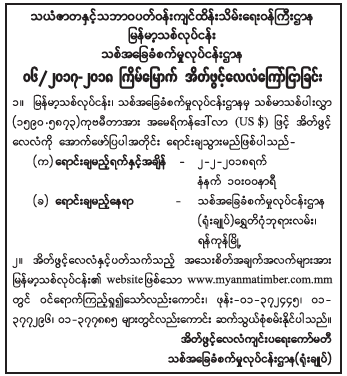 သယံဇာတနှင့်သဘာဝပတ်ဝန်းကျင်ထိန်းသိမ်းရေးဝန်ကြီးဌာန
မြန်မာ့သစ်လုပ်ငန်း
သစ်အခြေခံစက်မှုလုပ်ငန်းဌာန
၀၆/၂၀၁၇-၂၀၁၈ ကြိမ်မြောက် အိတ်ဖွင့်လေလံကြော်ငြာခြင်း
၁။ မြန်မာ့သစ်လုပ်ငန်း၊ သစ်အခြေခံစက်မှုလုပ်ငန်းဌာနမှ သစ်မာသစ်ပါးလွှာ
(၁၅၉၀.၅၈၇၃)ကုဗမီတာအား အမေရိကန်ဒေါ်လာ (US $) ဖြင့် အိတ်ဖွင့်
လေလံကို အောက်ဖော်ပြပါအတိုင်း ရောင်းချသွားမည်ဖြစ်ပါသည်-
(က) ရောင်းချမည့်ရက်နှင့်အချိန် - ၂-၂-၂၀၁၈ရက်
နံနက် ၁၀း၀၀နာရီ
(ခ) ရောင်းချမည့်နေရာ - သစ်အခြေခံစက်မှုလုပ်ငန်းဌာန
(ရုံးချုပ်)ရွှေတိဂုံဘုရားလမ်း၊
ရန်ကုန်မြို့
၂။ အိတ်ဖွင့်လေလံနှင့်ပတ်သက်သည့် အသေးစိတ်အချက်အလက်များအား
မြန်မာ့သစ်လုပ်ငန်း၏ websiteဖြစ်သော www.myanmatimber.com.mm
တွင် ဝင်ရောက်ကြည့်ရှု၍သော်လည်းကောင်း၊ ဖုန်း-၀၁-၃၇၂၄၄၅၊ ၀၁-
၃၇၇၂၉၆၊ ၀၁-၃၇၇၈၈၅ များတွင်လည်းကောင်း ဆက်သွယ်စုံစမ်းနိုင်ပါသည်။
အိတ်ဖွင့်လေလံကျင်းပရေးကော်မတီ
သစ်အခြေခံစက်မှုလုပ်ငန်းဌာန(ရုံးချုပ်)